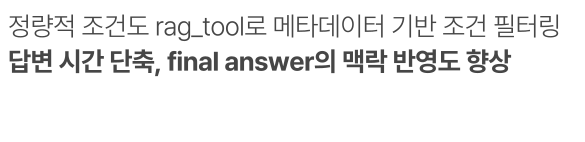 정량적 조건도 rag_tool로 메타데이터 기반 조건 필터링
답변 시간 단축, final answer의 맥락 반영도 향상